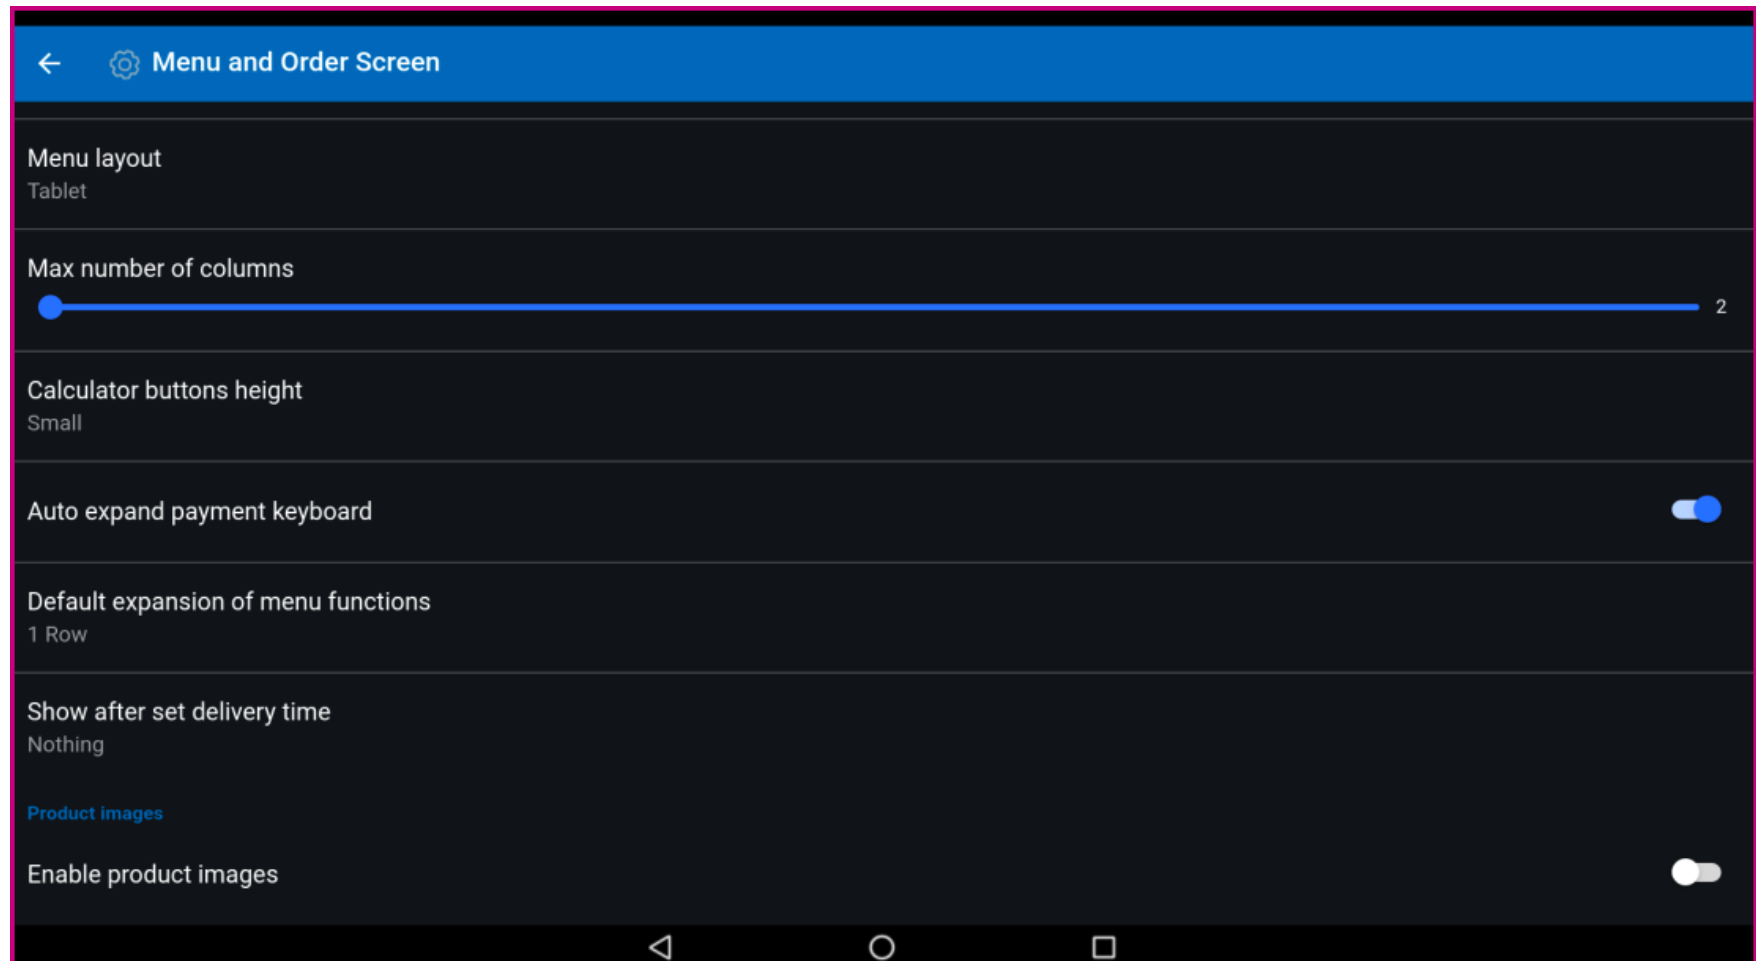 Menu and Order Screen
Menu layout
Tablet
Max number of columns
2
Calculator buttons height
Small
Auto expand payment keyboard
Default expansion of menu functions
1 Row
Show after set delivery time
Nothing
Product images
Enable product images